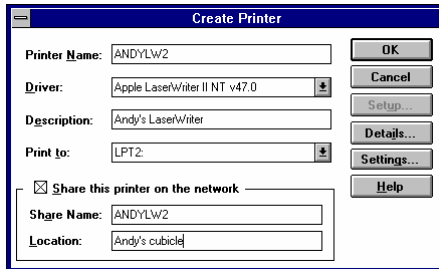 Create Printer
Printer Name: ANDYLW2
OK
Driver: Apple LaserWriter II NT v47.0
Cancel
Setup...
Description: Andy's LaserWriter
Details...
Print to: LPT2:
Settings...
Share this printer on the network
Help
Share Name: ANDYLW2
Location: Andy's cubicle